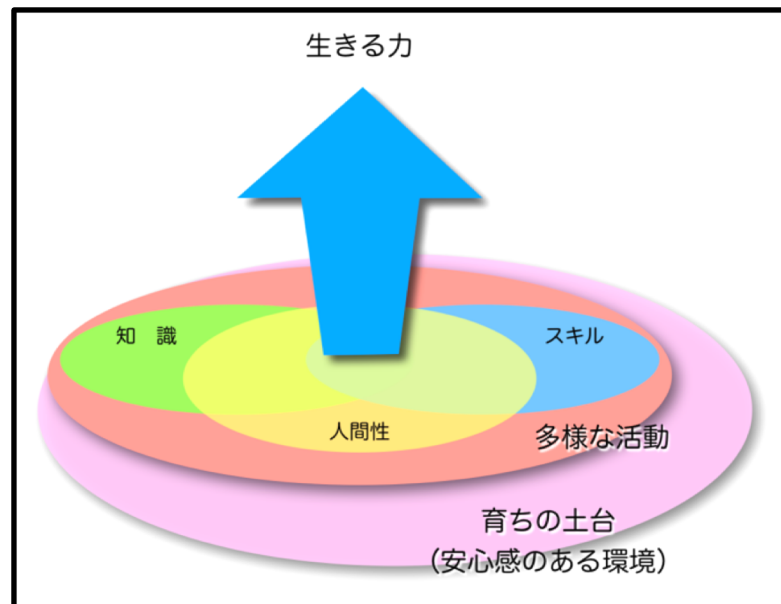 生きる力
知　識
スキル
人間性
多様な活動
育ちの土台
（安心感のある環境）